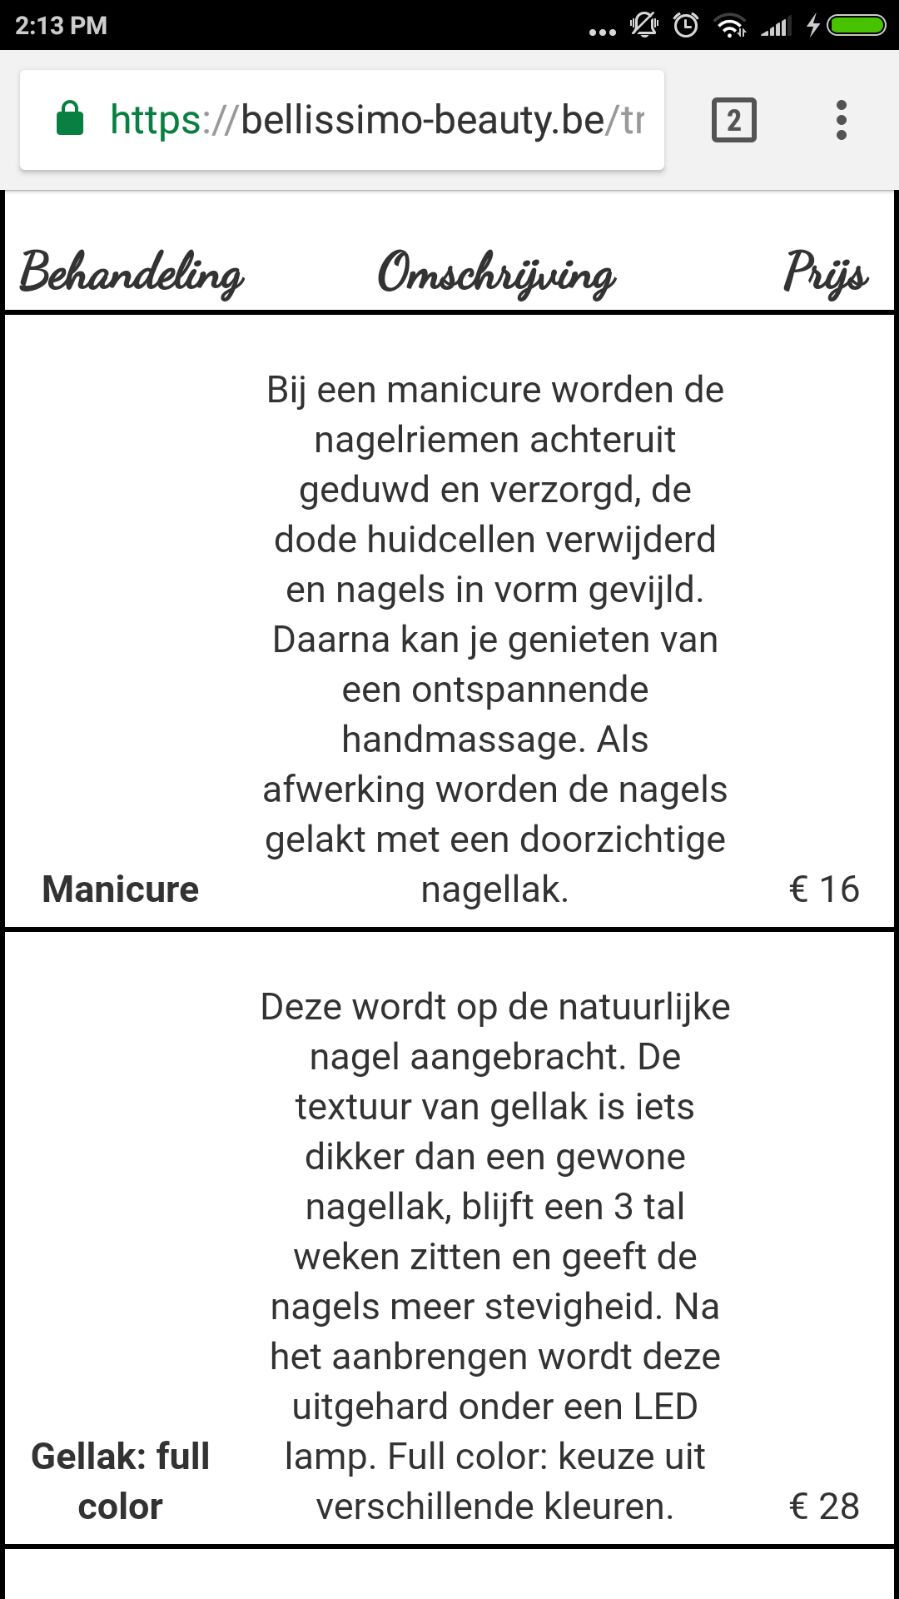 2:13 PM
https://bellissimo-beauty.be/tr
2
Behandeling Omschrijving Prijs
Bij een manicure worden de
nagelriemen achteruit
geduwd en verzorgd, de
dode huidcellen verwijderd
en nagels in vorm gevijld.
Daarna kan je genieten van
een ontspannende
handmassage. Als
afwerking worden de nagels
gelakt met een doorzichtige
Manicure nagellak. € 16
Deze wordt op de natuurlijke
nagel aangebracht. De
textuur van gellak is iets
dikker dan een gewone
nagellak, blijft een 3 tal
weken zitten en geeft de
nagels meer stevigheid. Na
het aanbrengen wordt deze
uitgehard onder een LED
Gellak: full lamp. Full color: keuze uit
color verschillende kleuren. € 28